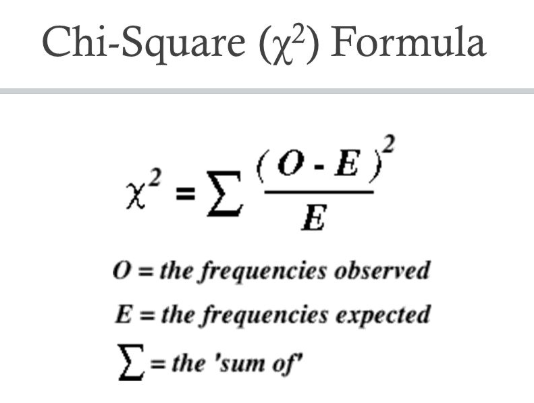 Chi-Square (χ²) Formula
χ² = ∑ (O - E)² / E
O = the frequencies observed
E = the frequencies expected
∑ = the 'sum of'